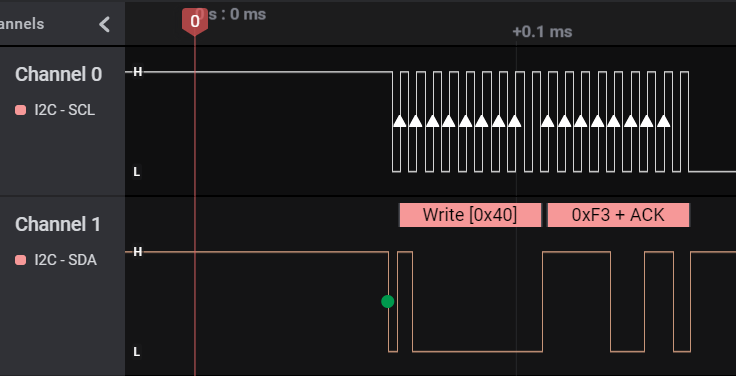 annels
0
0 s : 0 ms
+0.1 ms
Channel 0
I2C - SCL
H
L
Write [0x40]
0xF3 + ACK
Channel 1
I2C - SDA
H
L